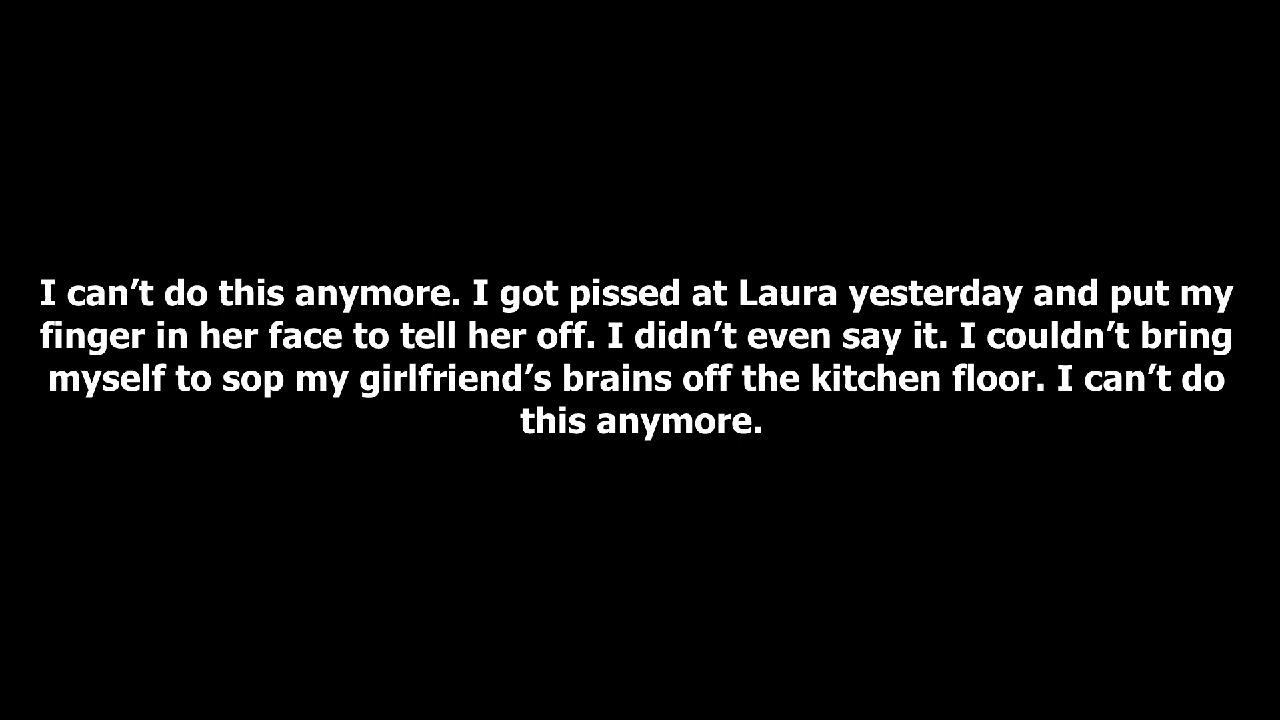 I can’t do this anymore. I got pissed at Laura yesterday and put my
finger in her face to tell her off. I didn’t even say it. I couldn’t bring
myself to sop my girlfriend’s brains off the kitchen floor. I can’t do
this anymore.